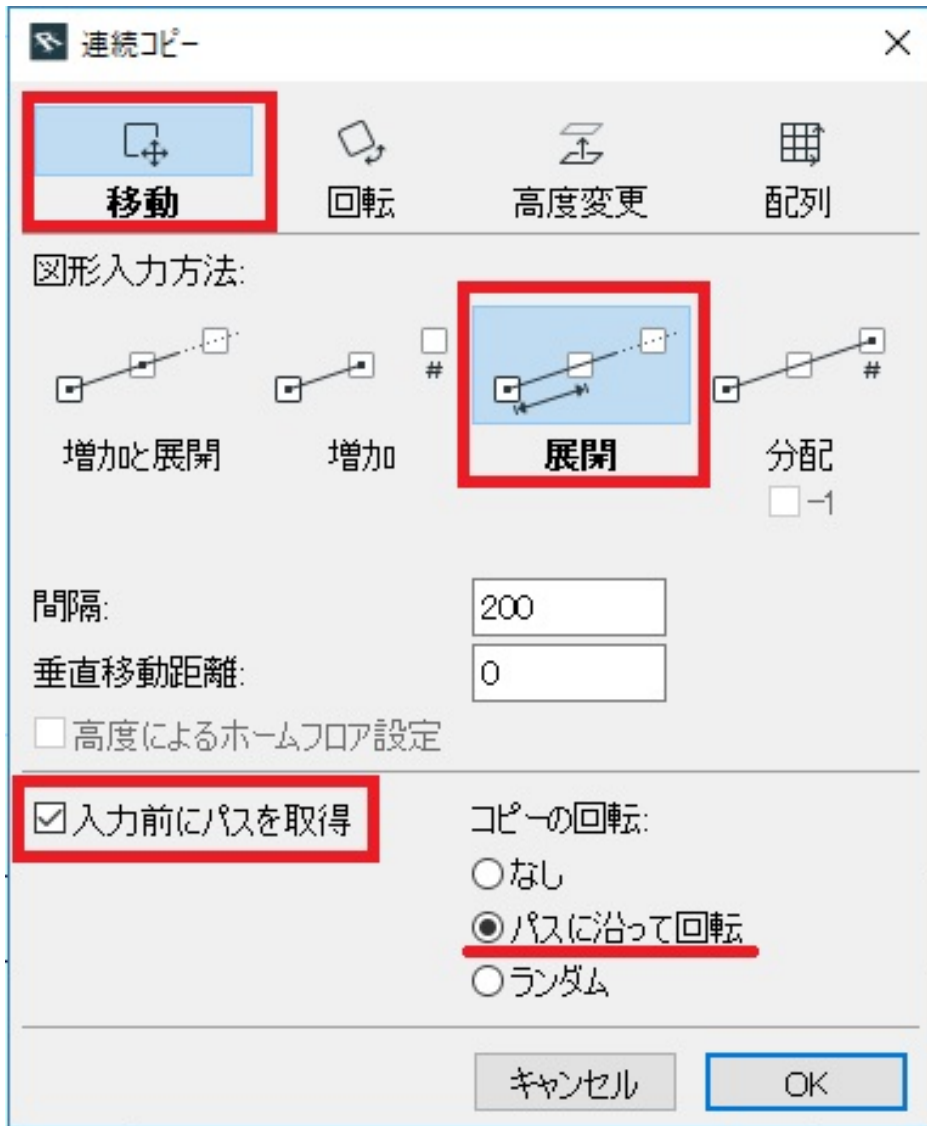 連続コピー
移動 回転 高度変更 配列
図形入力方法:
# #
増加と展開 増加 展開 分配
-1
間隔: 200
垂直移動距離: 0
高度によるホームフロア設定
入力前にパスを取得 コピーの回転:
なし
パスに沿って回転
ランダム
キャンセル OK